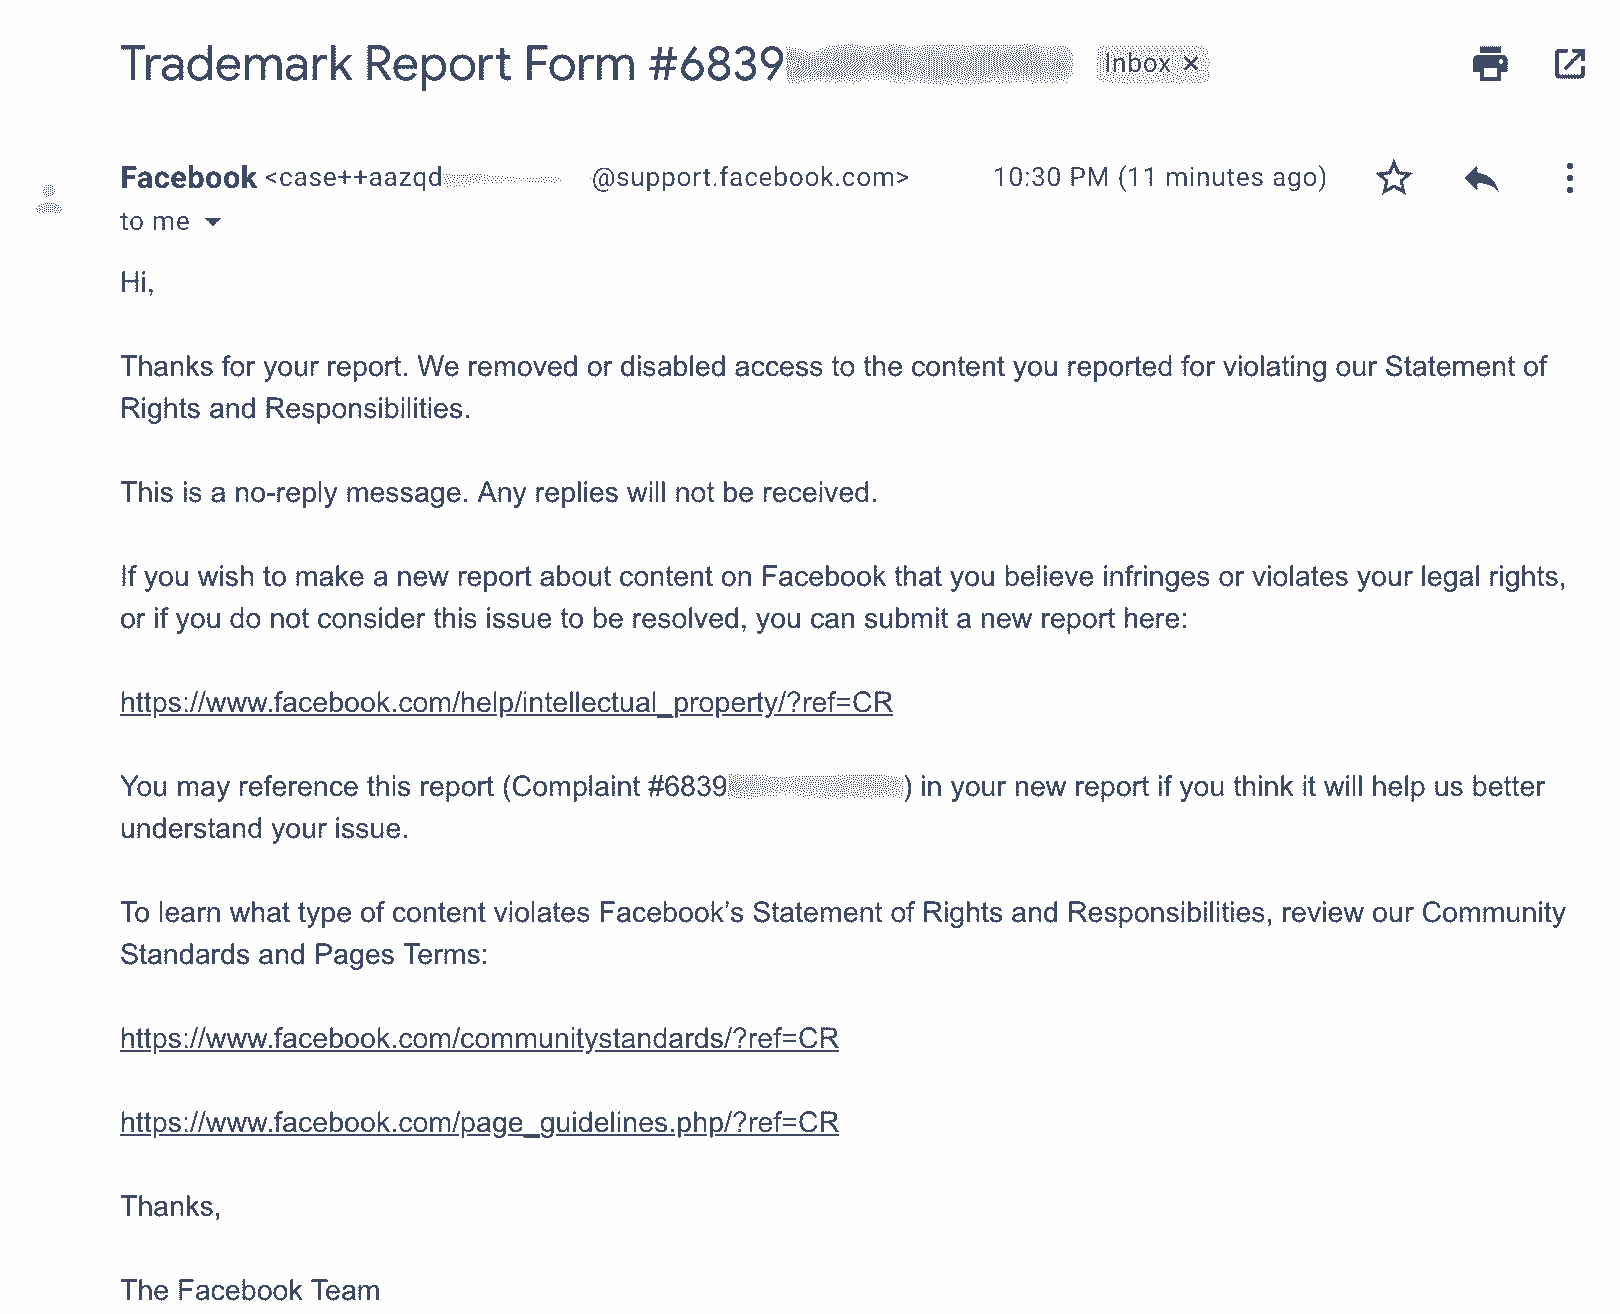 Trademark Report Form #6839
Inbox ×
Facebook <case++aazqd @support.facebook.com> 10:30 PM (11 minutes ago)
to me
Hi,
Thanks for your report. We removed or disabled access to the content you reported for violating our Statement of
Rights and Responsibilities.
This is a no-reply message. Any replies will not be received.
If you wish to make a new report about content on Facebook that you believe infringes or violates your legal rights,
or if you do not consider this issue to be resolved, you can submit a new report here:
https://www.facebook.com/help/intellectual_property/?ref=CR
You may reference this report (Complaint #6839 ) in your new report if you think it will help us better
understand your issue.
To learn what type of content violates Facebook’s Statement of Rights and Responsibilities, review our Community
Standards and Pages Terms:
https://www.facebook.com/communitystandards/?ref=CR
https://www.facebook.com/page_guidelines.php/?ref=CR
Thanks,
The Facebook Team